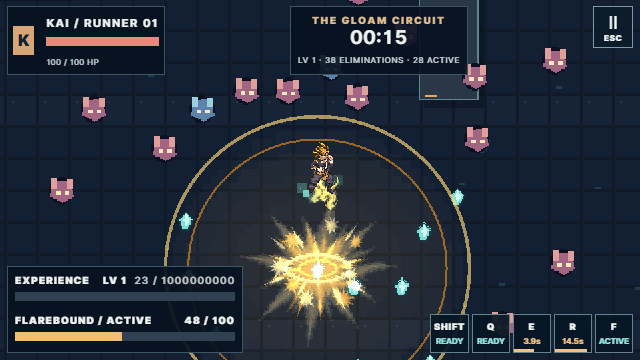 K
KAI / RUNNER 01
100 / 100 HP
THE GLOAM CIRCUIT
00:15
LV 1 · 38 ELIMINATIONS · 28 ACTIVE
ESC
EXPERIENCE LV 1 23 / 1000000000
FLAREBOUND / ACTIVE 48 / 100
SHIFT Q E R F
READY READY 3.9s 14.5s ACTIVE